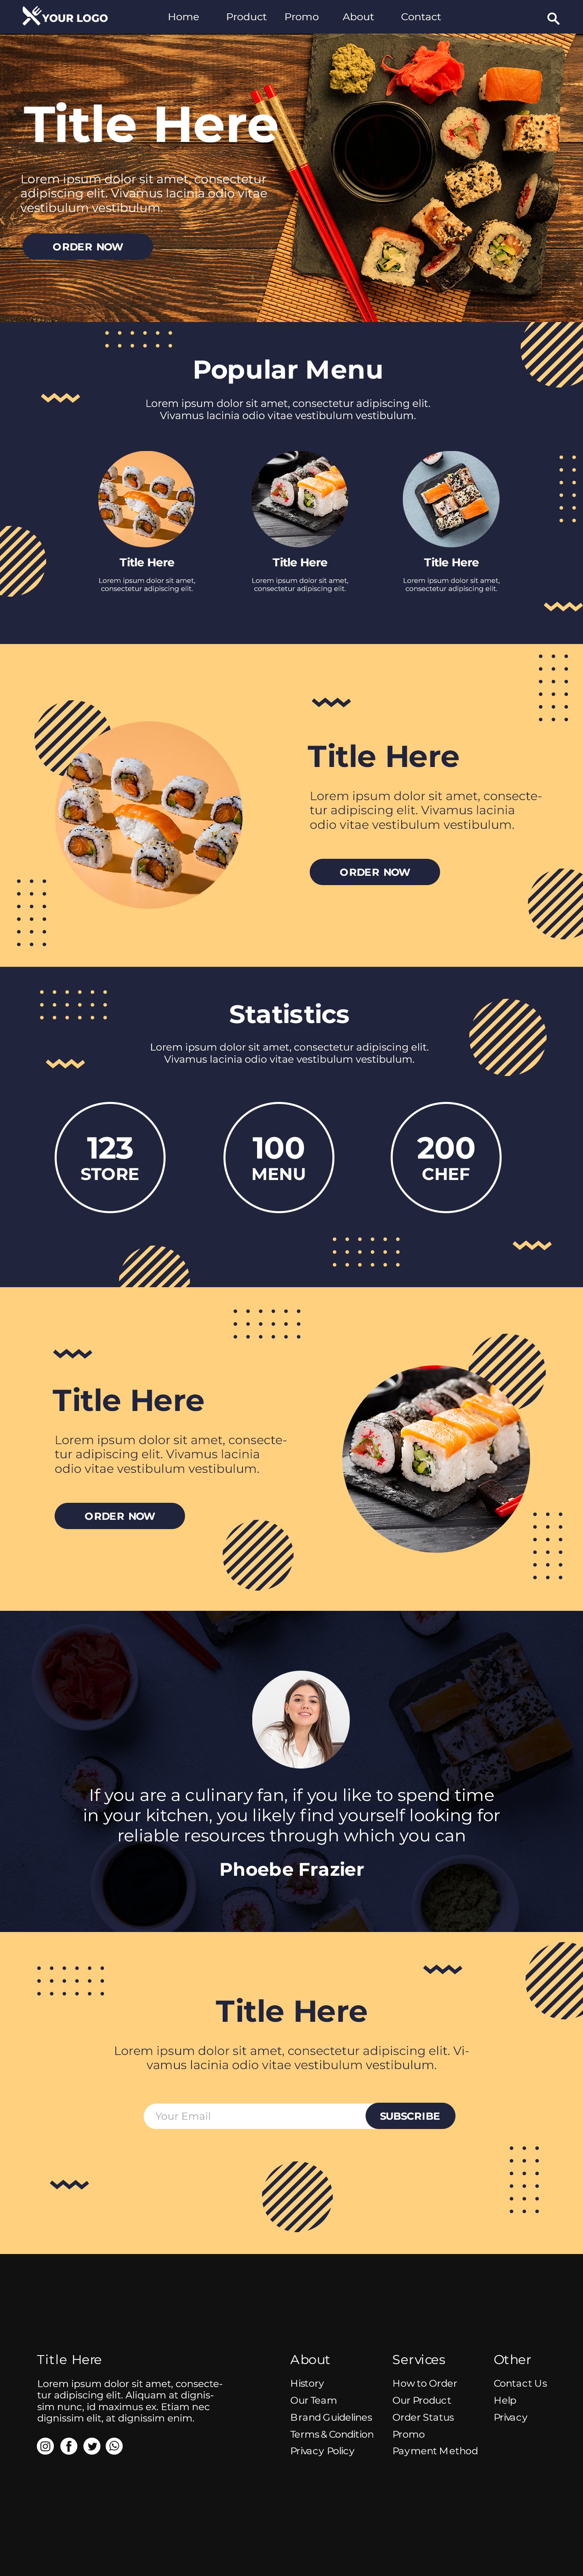 YOUR LOGO
Home Product Promo About Contact
Title Here
Lorem ipsum dolor sit amet, consectetur
adipiscing elit. Vivamus lacinia odio vitae
vestibulum vestibulum.
ORDER NOW
Popular Menu
Lorem ipsum dolor sit amet, consectetur adipiscing elit.
Vivamus lacinia odio vitae vestibulum vestibulum.
Title Here
Lorem ipsum dolor sit amet,
consectetur adipiscing elit.
Title Here
Lorem ipsum dolor sit amet,
consectetur adipiscing elit.
Title Here
Lorem ipsum dolor sit amet,
consectetur adipiscing elit.
Title Here
Lorem ipsum dolor sit amet, consecte-
tur adipiscing elit. Vivamus lacinia
odio vitae vestibulum vestibulum.
ORDER NOW
Statistics
Lorem ipsum dolor sit amet, consectetur adipiscing elit.
Vivamus lacinia odio vitae vestibulum vestibulum.
123
STORE
100
MENU
200
CHEF
Title Here
Lorem ipsum dolor sit amet, consecte-
tur adipiscing elit. Vivamus lacinia
odio vitae vestibulum vestibulum.
ORDER NOW
If you are a culinary fan, if you like to spend time
in your kitchen, you likely find yourself looking for
reliable resources through which you can
Phoebe Frazier
Title Here
Lorem ipsum dolor sit amet, consectetur adipiscing elit. Vi-
vamus lacinia odio vitae vestibulum vestibulum.
Your Email
SUBSCRIBE
Title Here
Lorem ipsum dolor sit amet, consecte-
tur adipiscing elit. Aliquam at dignis-
sim nunc, id maximus ex. Etiam nec
dignissim elit, at dignissim enim.
About
History
Our Team
Brand Guidelines
Terms & Condition
Privacy Policy
Services
How to Order
Our Product
Order Status
Promo
Payment Method
Other
Contact Us
Help
Privacy